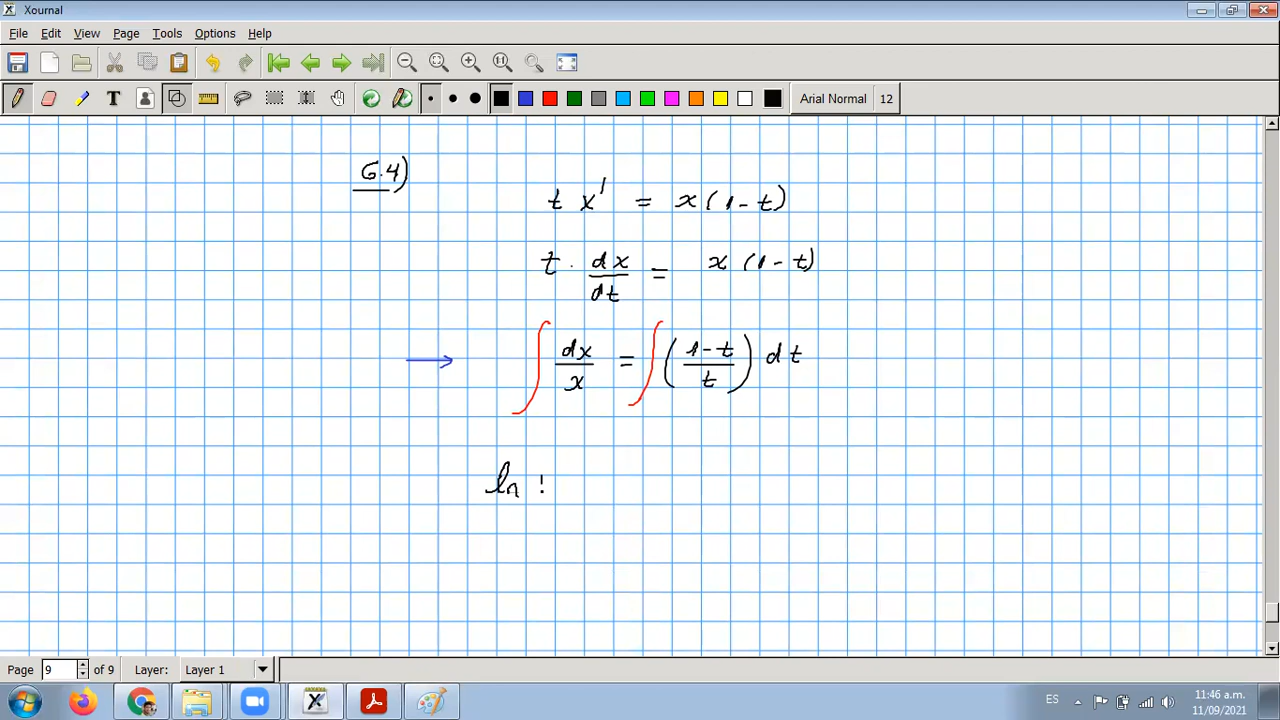 Xournal
File Edit View Page Tools Options Help
Arial Normal 12
6.4)
t x' = x(1-t)
t · dx/dt = x (1-t)
→ ∫ dx/x = ∫ ((1-t)/t) dt
ln
Page 9 of 9 Layer: Layer 1
ES 11:46 a.m.
11/09/2021